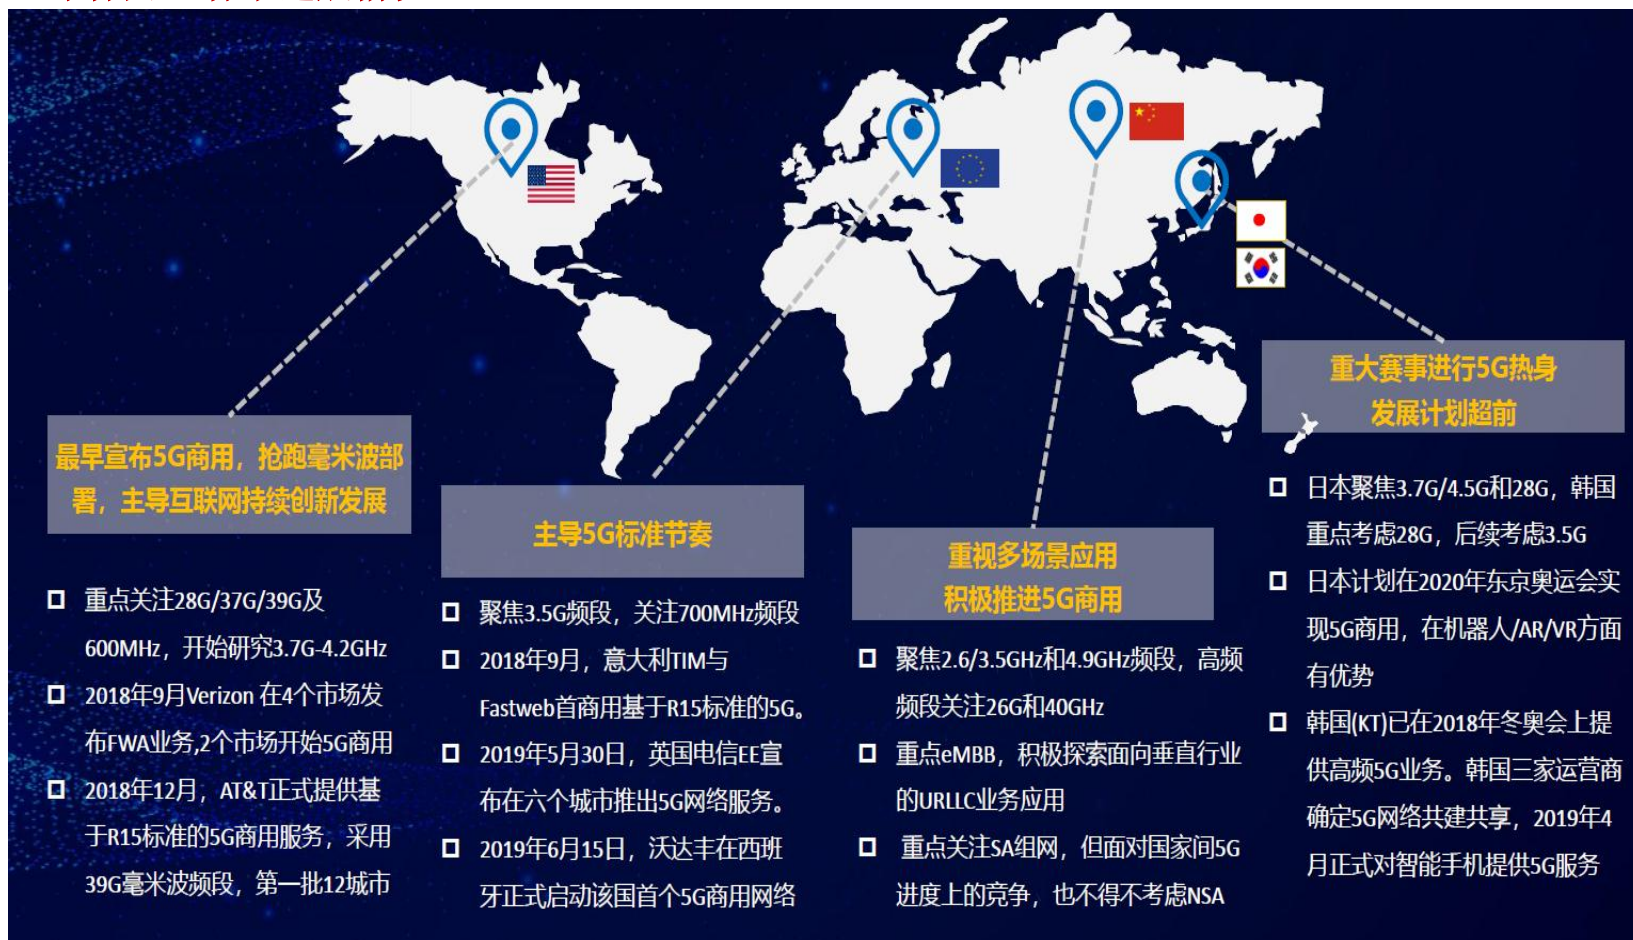 最早宣布5G商用，抢跑毫米波部
署，主导互联网持续创新发展
重点关注28G/37G/39G及
600MHz，开始研究3.7G-4.2GHz
2018年9月Verizon 在4个市场发
布FWA业务,2个市场开始5G商用
2018年12月，AT&T正式提供基
于R15标准的5G商用服务，采用
39G毫米波频段，第一批12城市
主导5G标准节奏
聚焦3.5G频段，关注700MHz频段
2018年9月，意大利TIM与
Fastweb首商用基于R15标准的5G。
2019年5月30日，英国电信EE宣
布在六个城市推出5G网络服务。
2019年6月15日，沃达丰在西班
牙正式启动该国首个5G商用网络
重视多场景应用
积极推进5G商用
聚焦2.6/3.5GHz和4.9GHz频段，高频
频段关注26G和40GHz
重点eMBB，积极探索面向垂直行业
的URLLC业务应用
重点关注SA组网，但面对国家间5G
进度上的竞争，也不得不考虑NSA
重大赛事进行5G热身
发展计划超前
日本聚焦3.7G/4.5G和28G，韩国
重点考虑28G，后续考虑3.5G
日本计划在2020年东京奥运会实
现5G商用，在机器人/AR/VR方面
有优势
韩国(KT)已在2018年冬奥会上提
供高频5G业务。韩国三家运营商
确定5G网络共建共享，2019年4
月正式对智能手机提供5G服务